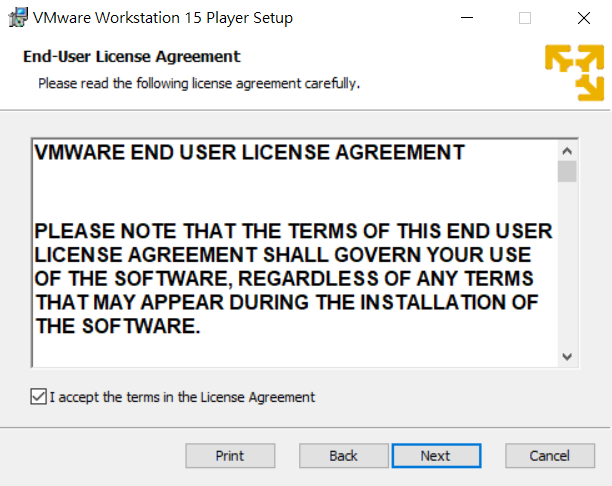 VMware Workstation 15 Player Setup
End-User License Agreement
Please read the following license agreement carefully.
VMWARE END USER LICENSE AGREEMENT
PLEASE NOTE THAT THE TERMS OF THIS END USER
LICENSE AGREEMENT SHALL GOVERN YOUR USE
OF THE SOFTWARE, REGARDLESS OF ANY TERMS
THAT MAY APPEAR DURING THE INSTALLATION OF
THE SOFTWARE.
I accept the terms in the License Agreement
Print Back Next Cancel